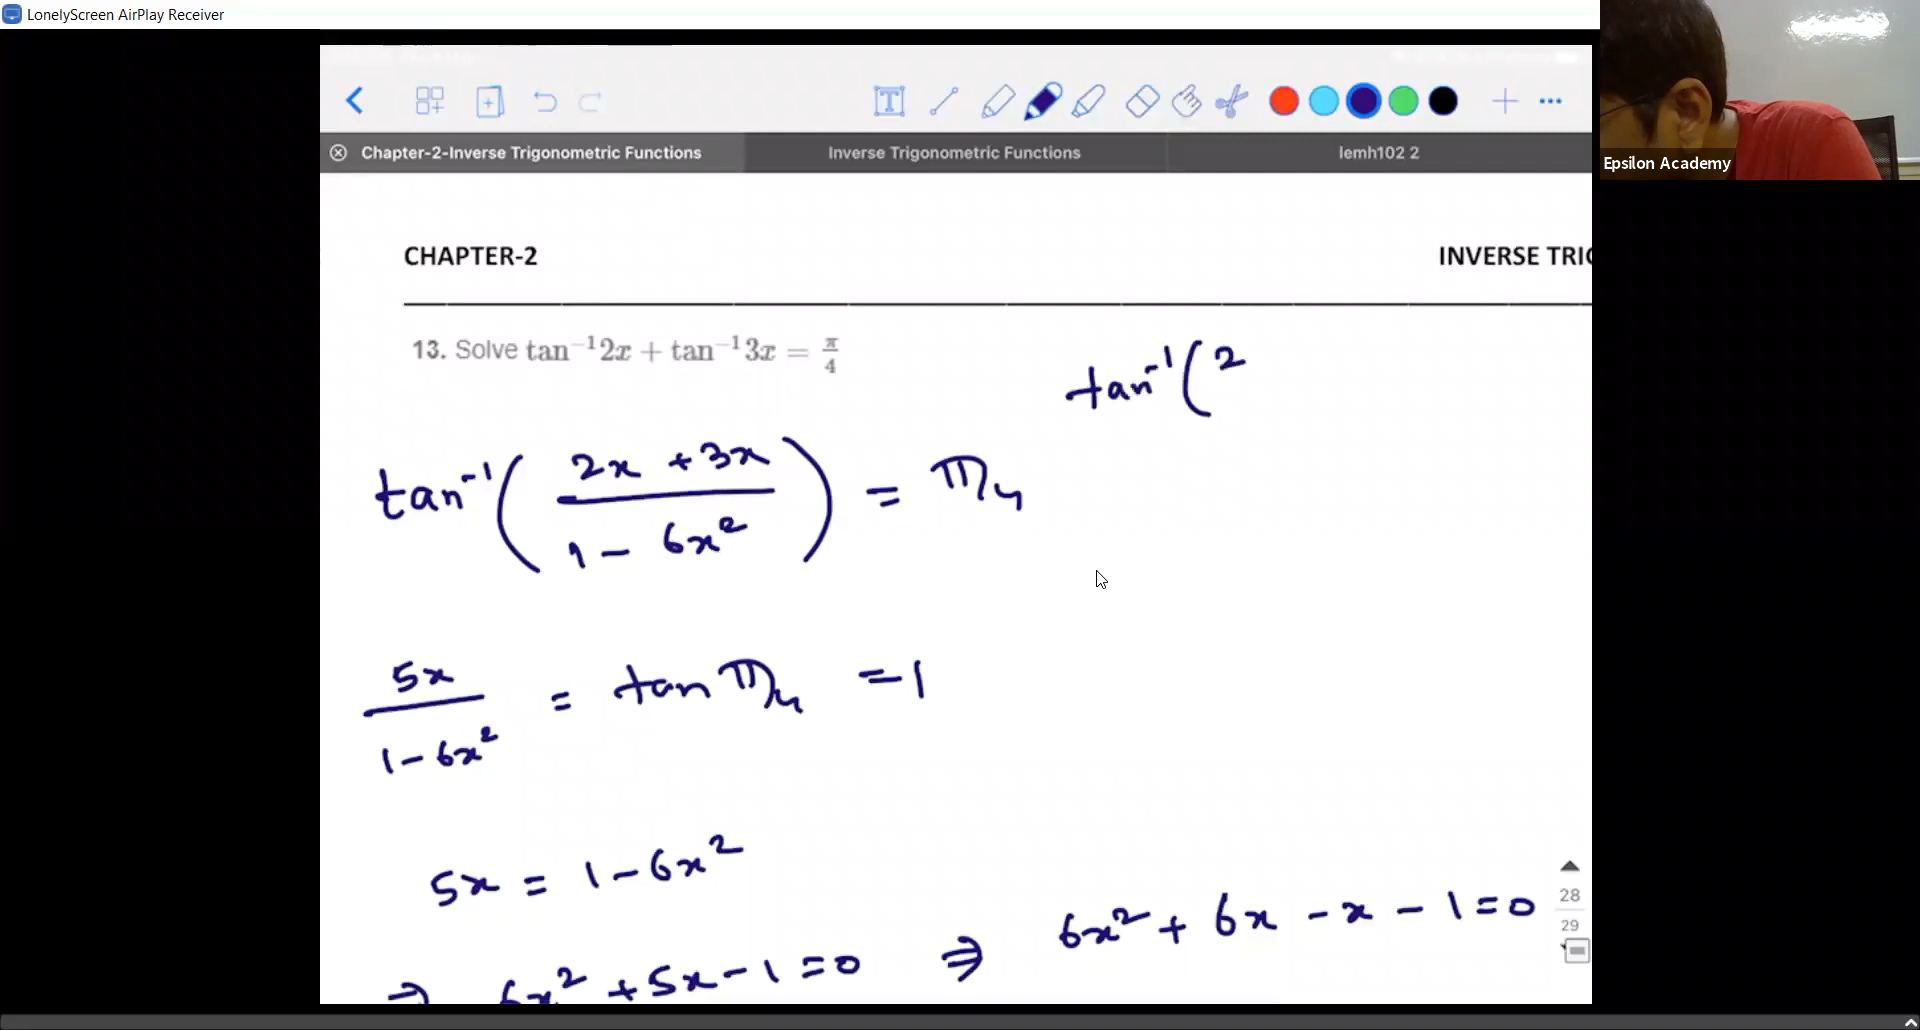 LonelyScreen AirPlay Receiver
Epsilon Academy
Chapter-2-Inverse Trigonometric Functions
Inverse Trigonometric Functions
lemh102 2
CHAPTER-2
INVERSE TRIG
13. Solve tan⁻¹2x + tan⁻¹3x = π/4
tan⁻¹(2
tan⁻¹((2x + 3x)/(1 - 6x²)) = π/4
5x/(1 - 6x²) = tan π/4 = 1
5x = 1 - 6x²
⇒ 6x² + 5x - 1 = 0 ⇒ 6x² + 6x - x - 1 = 0
28
29